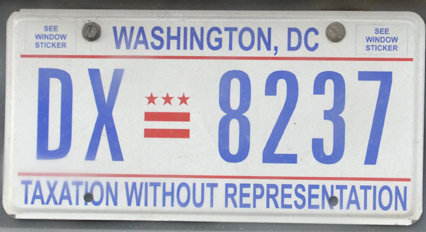 SEE
WINDOW
STICKER
WASHINGTON, DC
SEE
WINDOW
STICKER
DX 8237
TAXATION WITHOUT REPRESENTATION